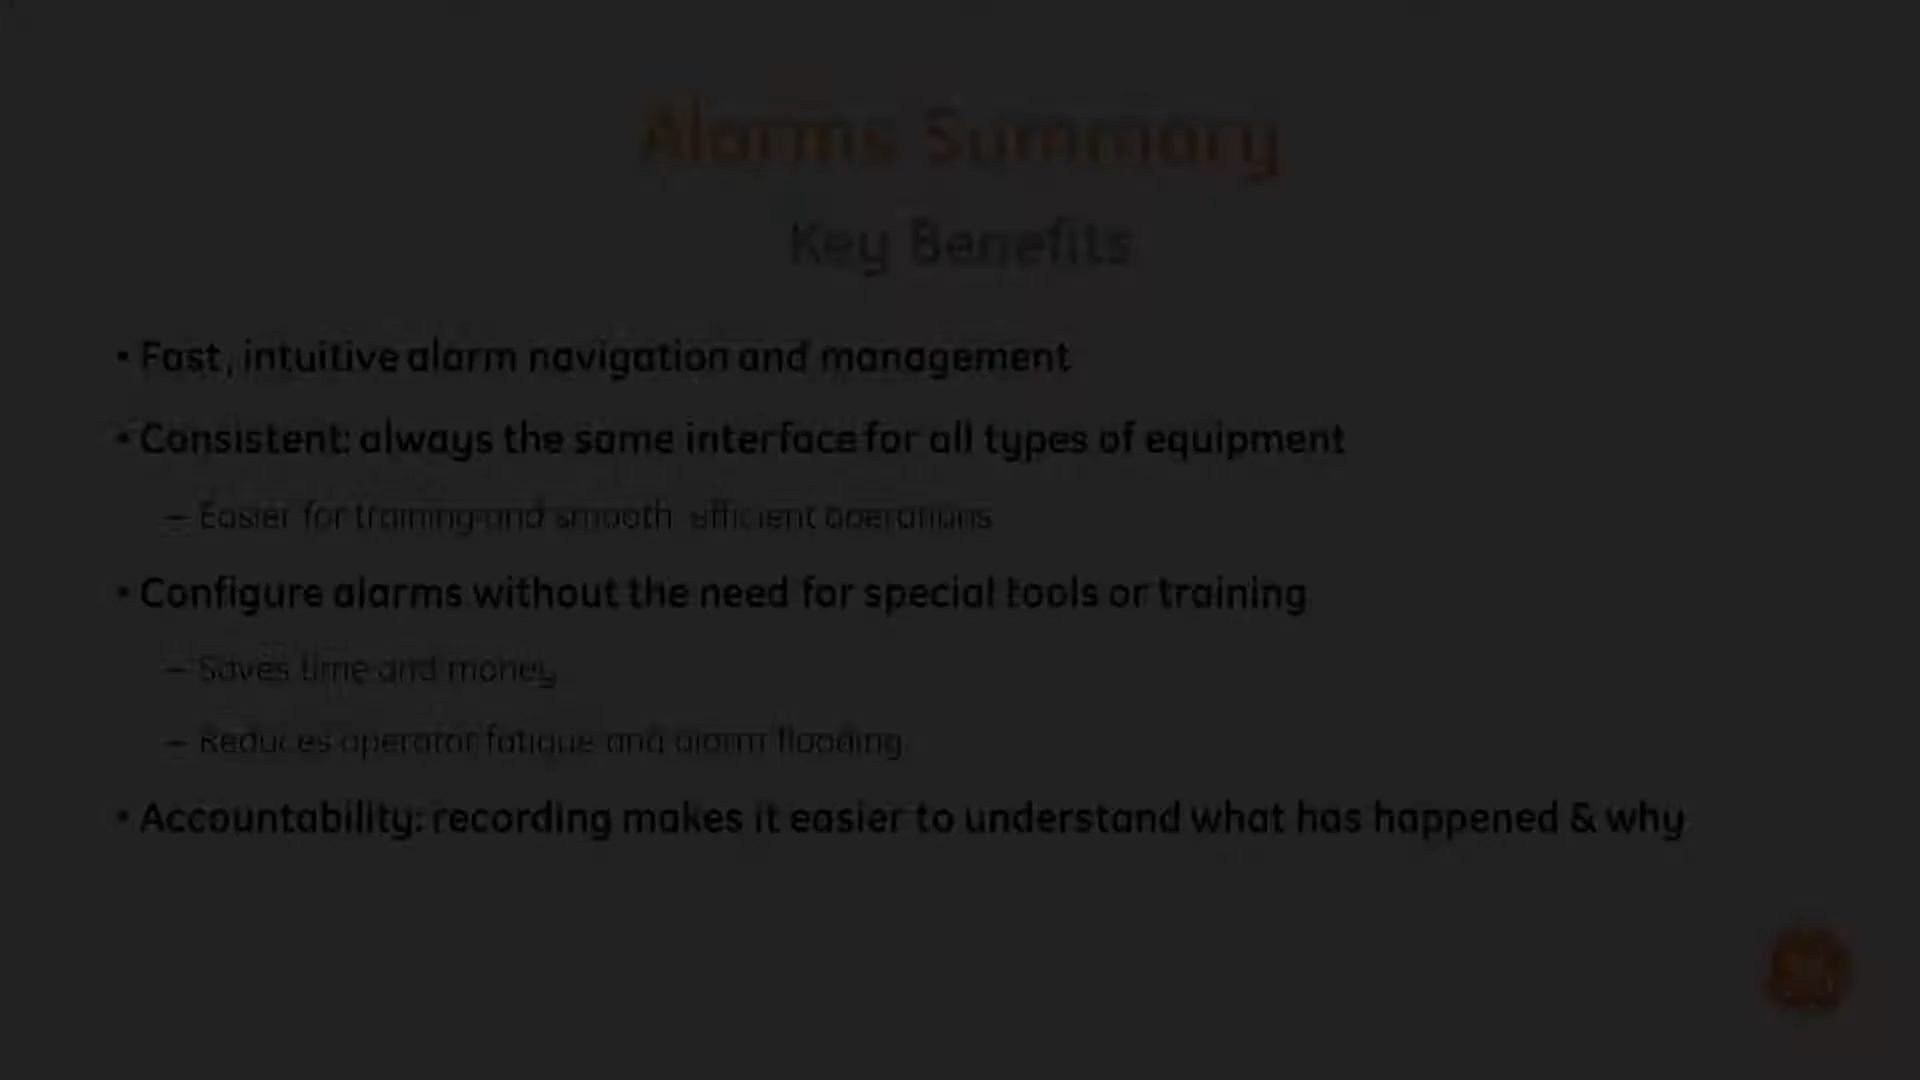 Alarms Summary
Key Benefits
• Fast, intuitive alarm navigation and management
• Consistent: always the same interface for all types of equipment
– Easier for training and smooth efficient operations
• Configure alarms without the need for special tools or training
– Saves time and money
– Reduces operator fatigue and alarm flooding
• Accountability: recording makes it easier to understand what has happened & why